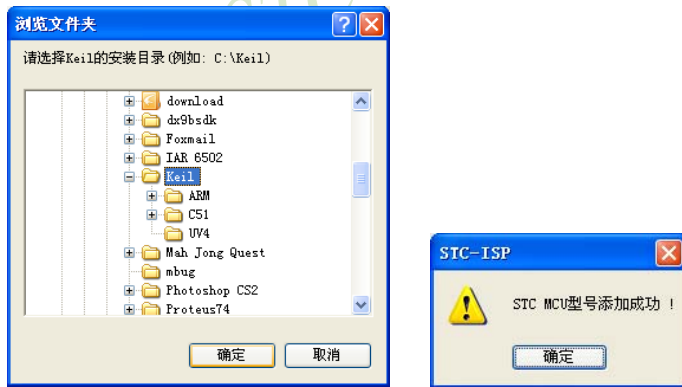 浏览文件夹
请选择Keil的安装目录(例如: C:\Keil)
download
dx9bsdk
Foxmail
IAR 6502
Keil
ARM
C51
UV4
Mah Jong Quest
mbug
Photoshop CS2
Proteus74
确定 取消
STC-ISP
STC MCU型号添加成功 !
确定